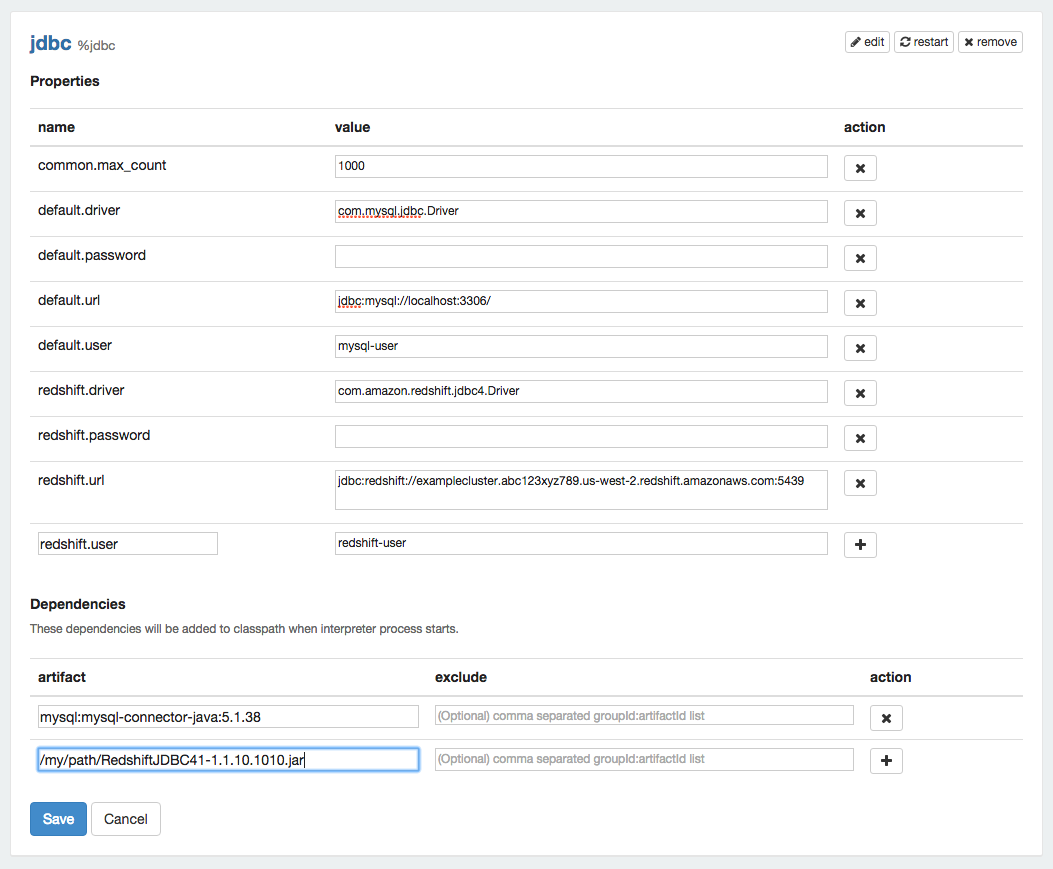 jdbc %jdbc
edit restart remove
Properties
name value action
common.max_count 1000
default.driver com.mysql.jdbc.Driver
default.password
default.url jdbc:mysql://localhost:3306/
default.user mysql-user
redshift.driver com.amazon.redshift.jdbc4.Driver
redshift.password
redshift.url jdbc:redshift://examplecluster.abc123xyz789.us-west-2.redshift.amazonaws.com:5439
redshift.user redshift-user
Dependencies
These dependencies will be added to classpath when interpreter process starts.
artifact exclude action
mysql:mysql-connector-java:5.1.38 (Optional) comma separated groupId:artifactId list
/my/path/RedshiftJDBC41-1.1.10.1010.jar (Optional) comma separated groupId:artifactId list
Save Cancel